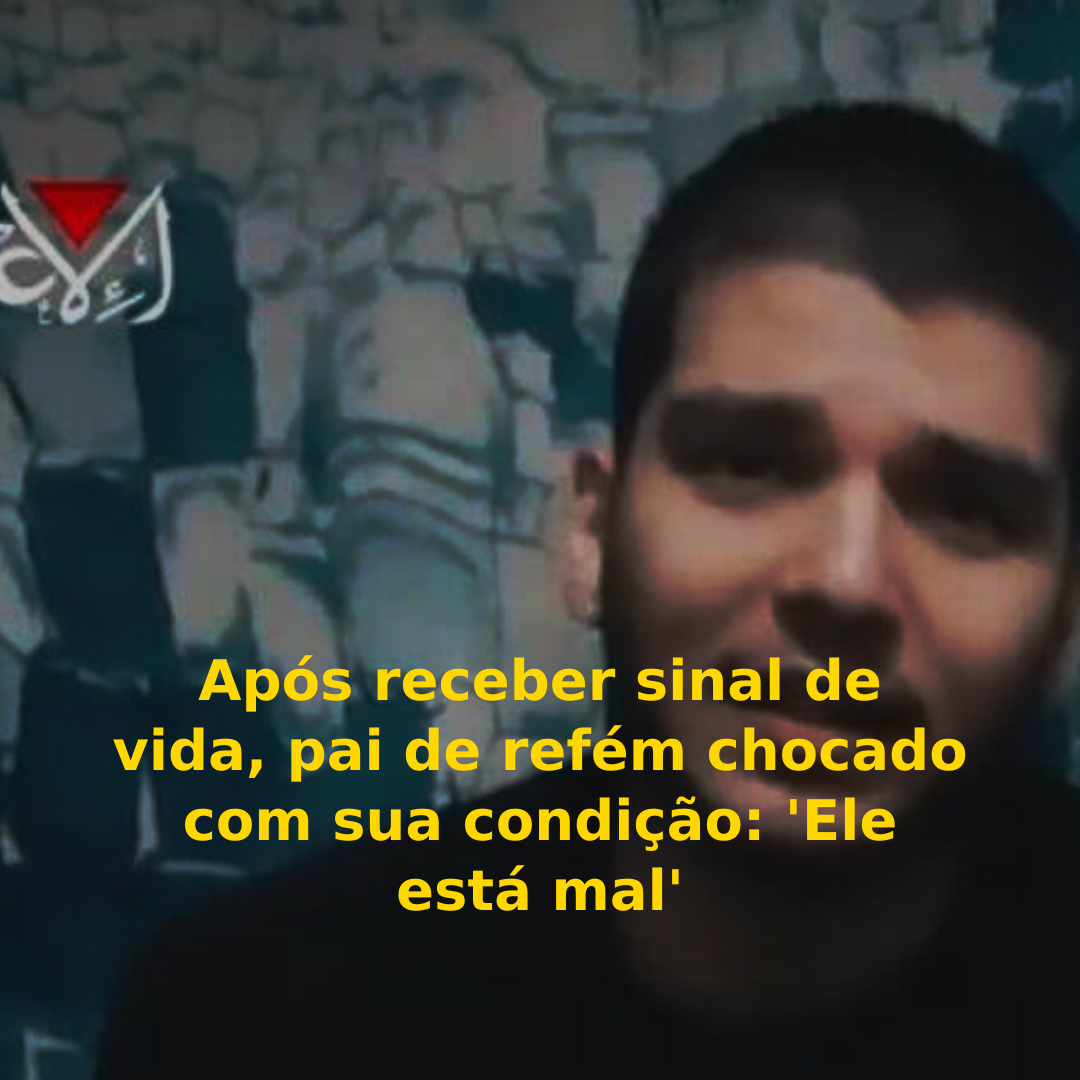 Após receber sinal de
vida, pai de refém chocado
com sua condição: 'Ele
está mal'